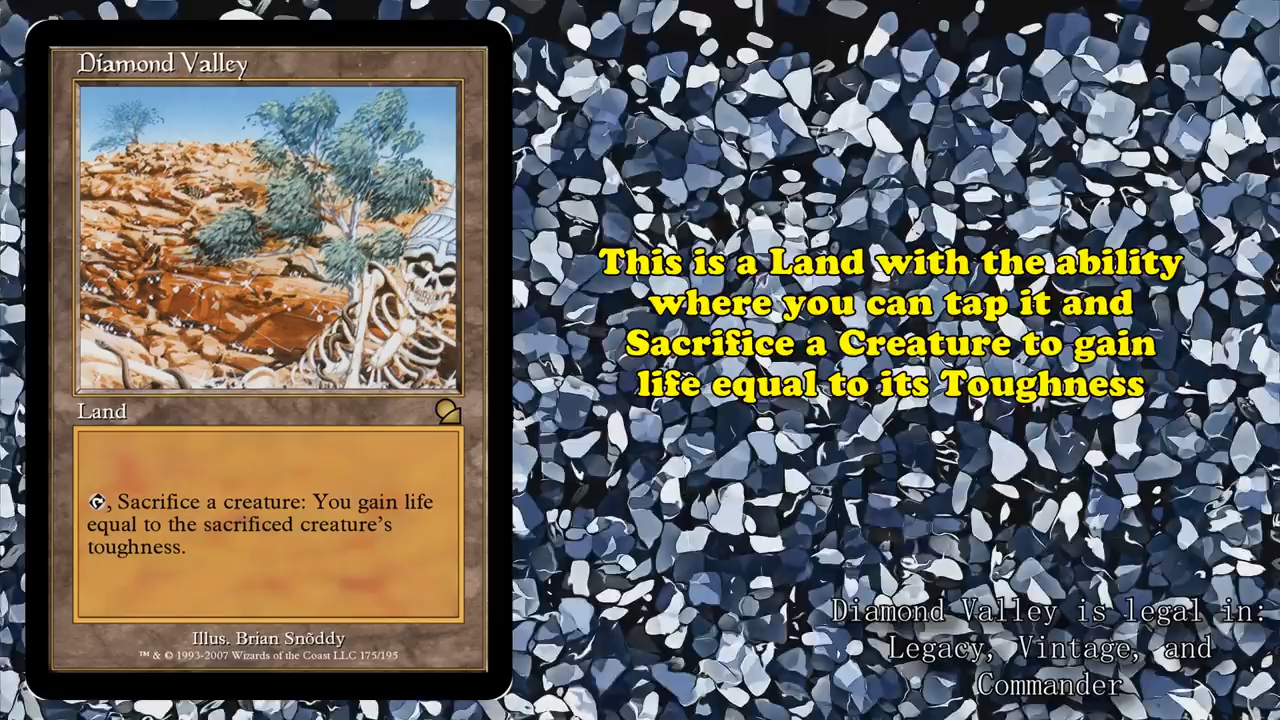 Diamond Valley
Land
, Sacrifice a creature: You gain life
equal to the sacrificed creature's
toughness.
Illus. Brian Snõddy
™ & © 1993-2007 Wizards of the Coast LLC 175/195
This is a Land with the ability
where you can tap it and
Sacrifice a Creature to gain
life equal to its Toughness
Diamond Valley is legal in:
Legacy, Vintage, and
Commander